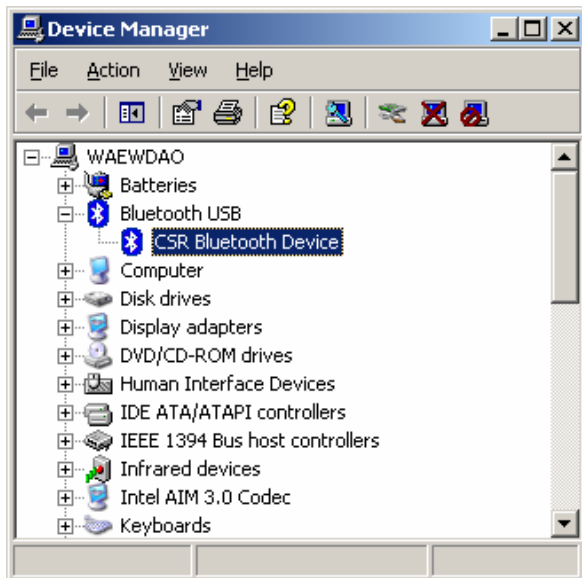 Device Manager
File Action View Help
WAEWDAO
Batteries
Bluetooth USB
CSR Bluetooth Device
Computer
Disk drives
Display adapters
DVD/CD-ROM drives
Human Interface Devices
IDE ATA/ATAPI controllers
IEEE 1394 Bus host controllers
Infrared devices
Intel AIM 3.0 Codec
Keyboards